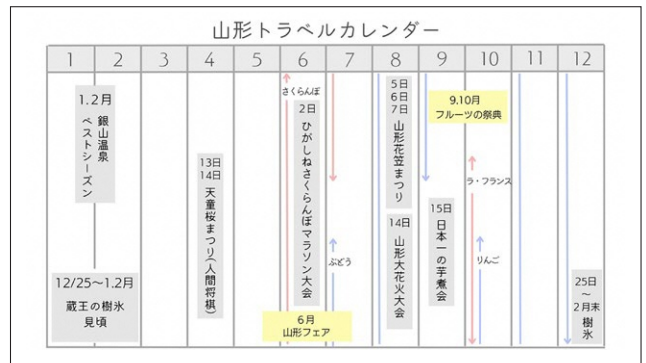 山形トラベルカレンダー
1 2 3 4 5 6 7 8 9 10 11 12
1.2月
銀山温泉
ベストシーズン
12/25〜1.2月
蔵王の樹氷
見頃
13日
14日
天童桜まつり(人間将棋)
さくらんぼ
2日
ひがしねさくらんぼマラソン大会
6月
山形フェア
ぶどう
5日
6日
7日
山形花笠まつり
14日
山形大花火大会
9.10月
フルーツの祭典
15日
日本一の芋煮会
ラ・フランス
りんご
25日
〜
2月末
樹氷